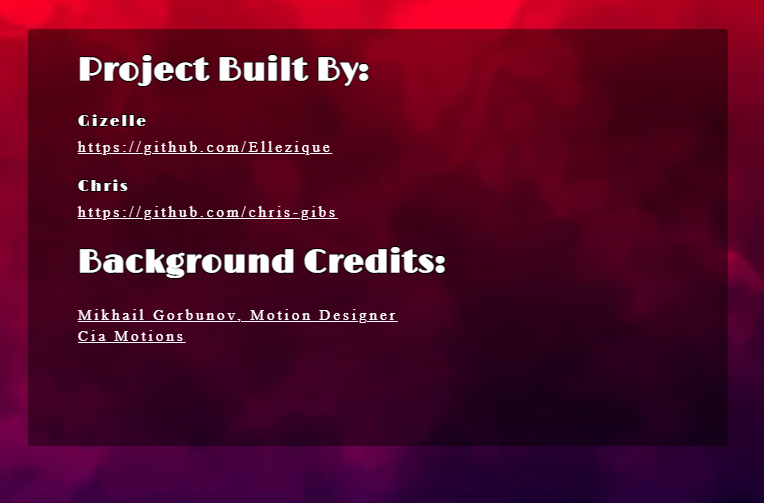 Project Built By:
Gizelle
https://github.com/Ellezique
Chris
https://github.com/chris-gibs
Background Credits:
Mikhail Gorbunov, Motion Designer
Cia Motions